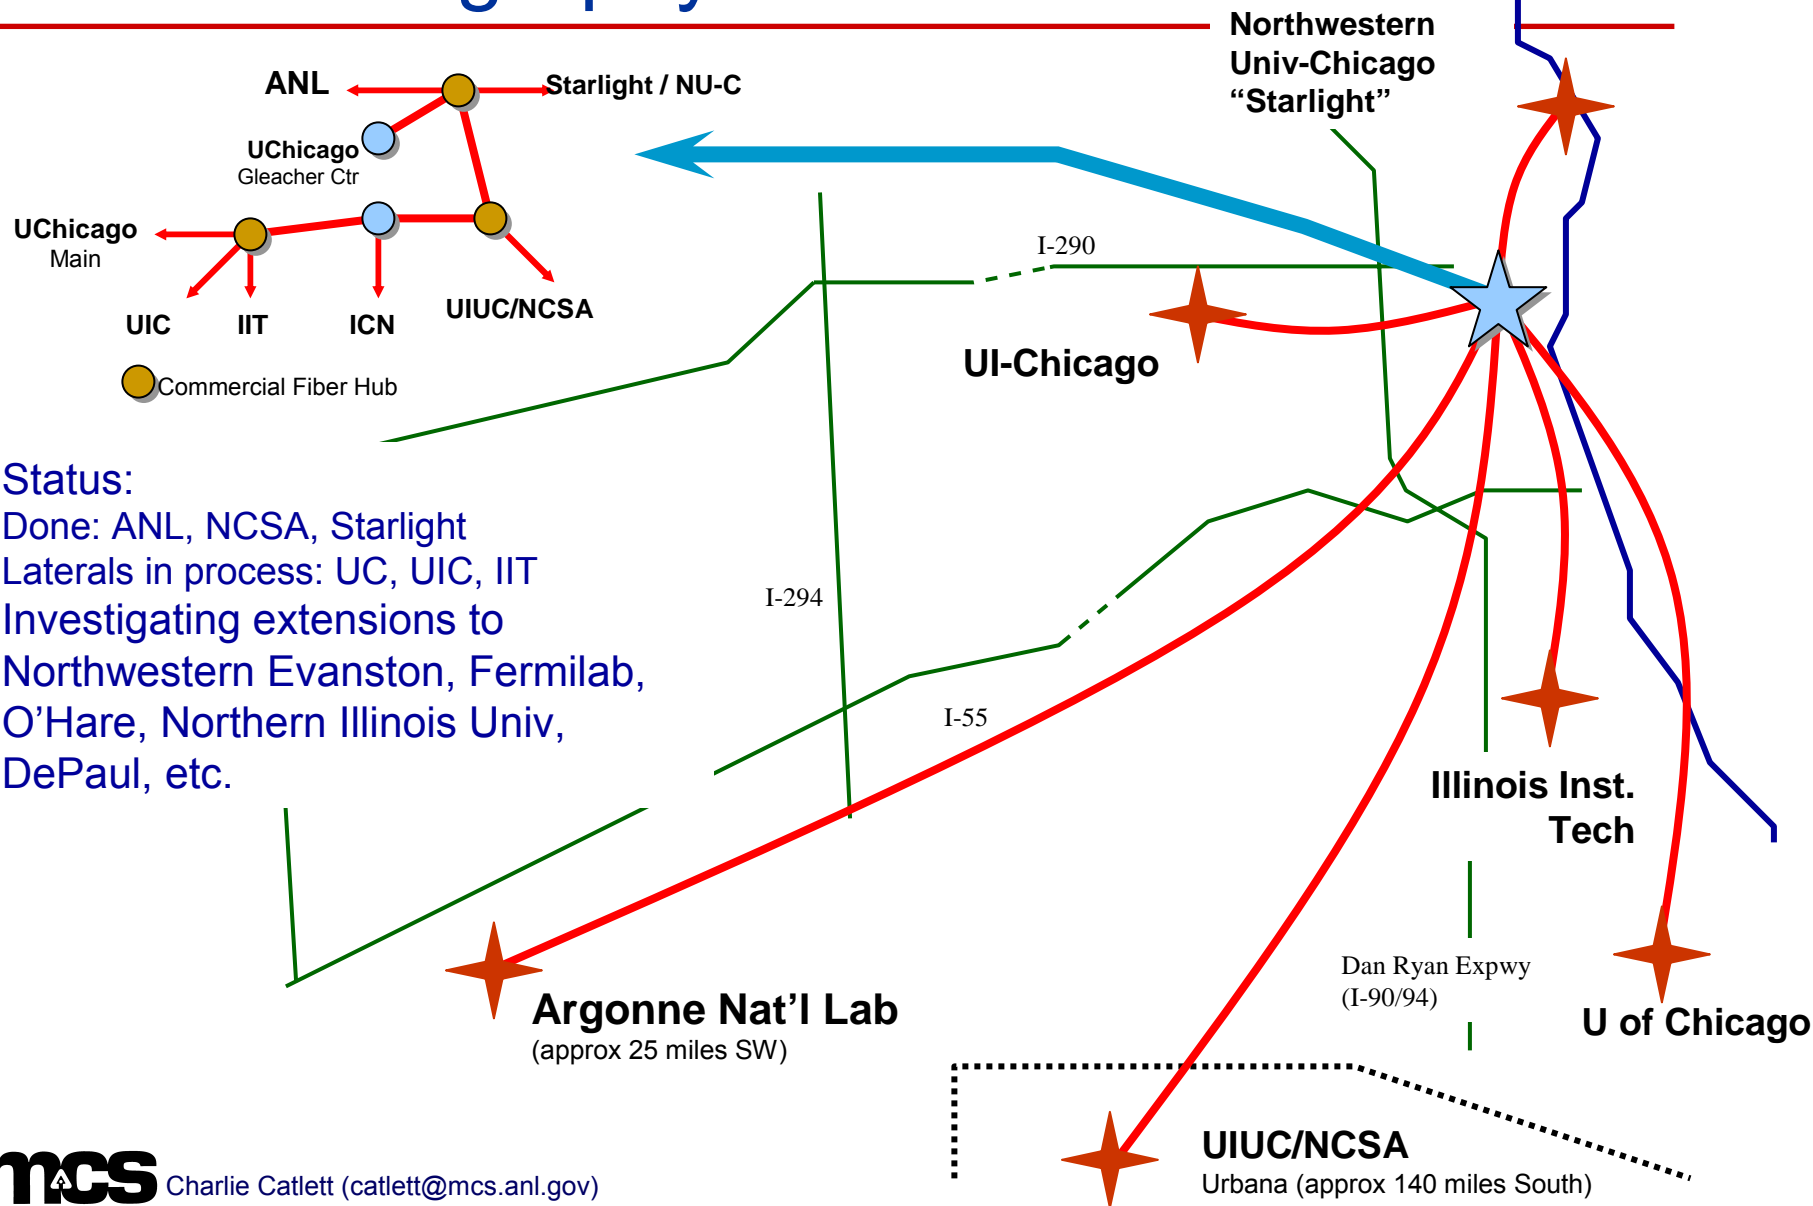 Northwestern
Univ-Chicago
“Starlight”
ANL
Starlight / NU-C
UChicago
Gleacher Ctr
UChicago
Main
UIC
IIT
ICN
UIUC/NCSA
Commercial Fiber Hub
I-290
UI-Chicago
Status:
Done: ANL, NCSA, Starlight
Laterals in process: UC, UIC, IIT
Investigating extensions to
Northwestern Evanston, Fermilab,
O’Hare, Northern Illinois Univ,
DePaul, etc.
I-294
I-55
Illinois Inst.
Tech
Dan Ryan Expwy
(I-90/94)
U of Chicago
Argonne Nat’l Lab
(approx 25 miles SW)
UIUC/NCSA
Urbana (approx 140 miles South)
mcs
Charlie Catlett (catlett@mcs.anl.gov)